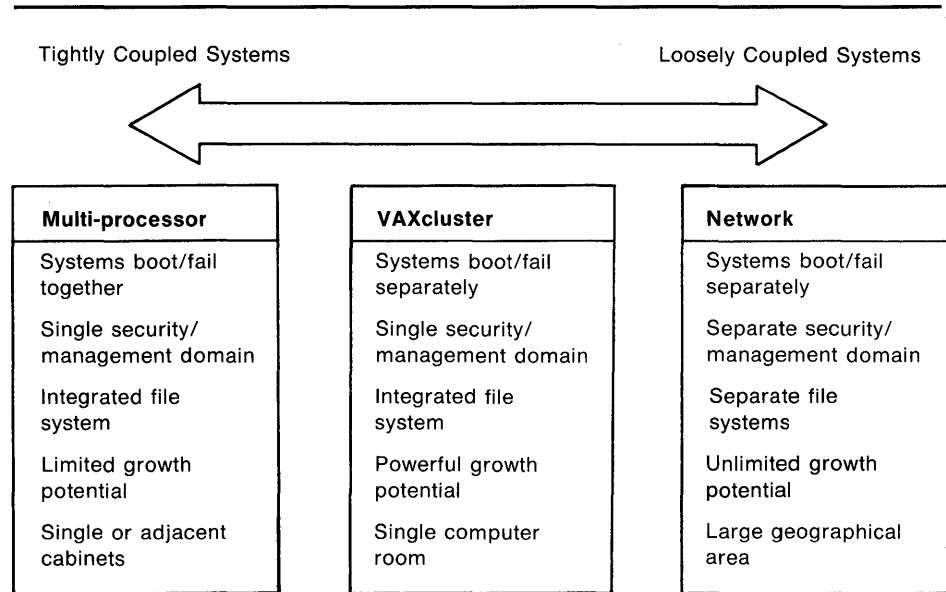 Tightly Coupled Systems
Loosely Coupled Systems
Multi-processor
Systems boot/fail
together
Single security/
management domain
Integrated file
system
Limited growth
potential
Single or adjacent
cabinets
VAXcluster
Systems boot/fail
separately
Single security/
management domain
Integrated file
system
Powerful growth
potential
Single computer
room
Network
Systems boot/fail
separately
Separate security/
management domain
Separate file
systems
Unlimited growth
potential
Large geographical
area